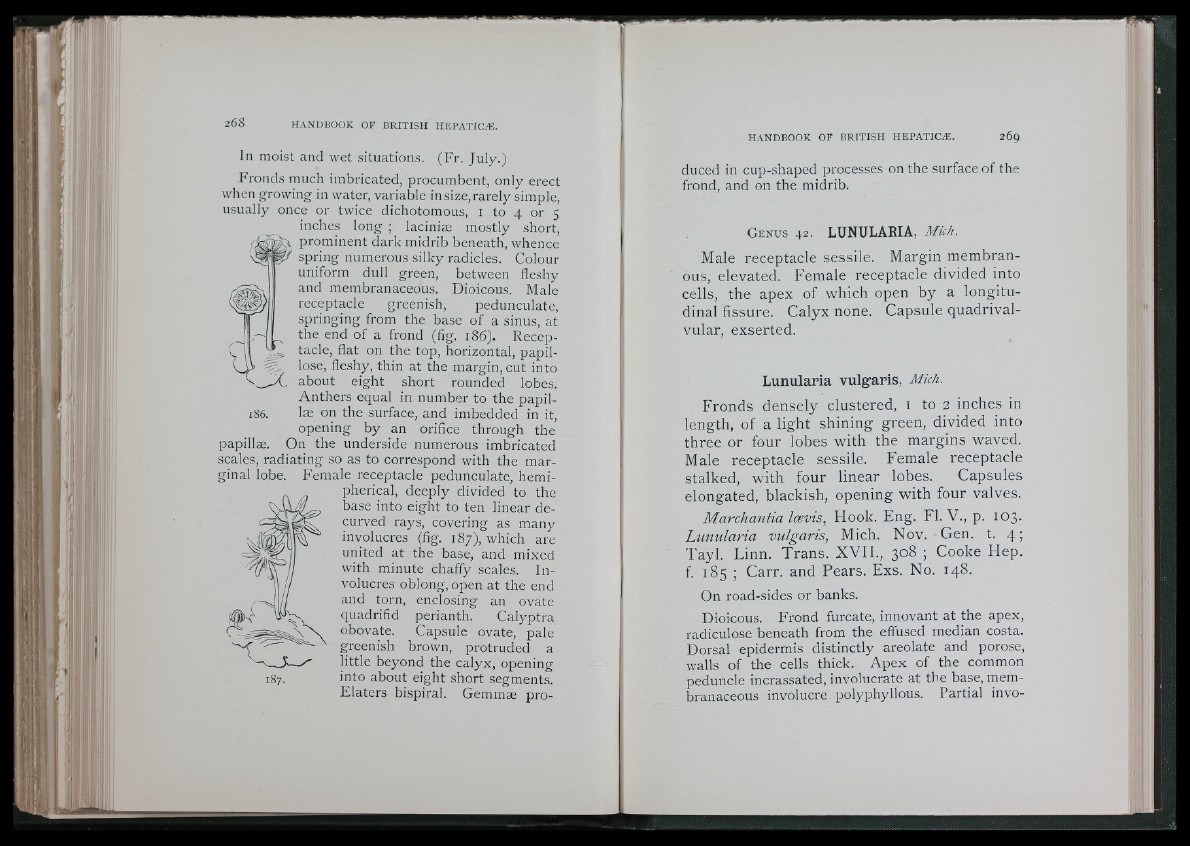 268 HANDBOOK OF BRITISH HEPATICÆ.
In moist and wet situations. (Fr. July.)
Fronds much imbricated, procumbent, only erect
when growing in water, variable in size, rarely simple,
usually once or twice dichotomous, 1 to 4 or 5
inches long ; laciniæ mostly short,
prominent dark midrib beneath, whence
spring numerous silky radicles. Colour
uniform dull green, between fleshy
and membranaceous. Dioicous. Male
receptacle greenish, pedunculate,
springing from the base of a sinus, at
the end of a frond (fig. 186). Recep-
tacle, flat on the top, horizontal, papil-
lose, fleshy, thin at the margin, cut into
about eight short rounded lobes.
Anthers equal in number to the papil-
186.
læ on the surface, and imbedded in it,
opening by an orifice through the
papillæ. On the underside numerous imbricated
scales, radiating so as to correspond with the mar-
ginal lobe. Female receptacle pedunculate, hemi-
pherical, deeply divided to the
base into eight to ten linear de-
curved rays, covering as many
involucres (fig. 187), which are
united at the base, and mixed
with minute chaffy scales. In-
volucres oblong, open at the end
and torn, enclosing an ovate
quadrifid perianth. Calyptra
obovate. Capsule ovate, pale
greenish brown, protruded a
little beyond the calyx, opening
187.
into about eight short segments.
Elaters bispiral. Gemmæ pro-
HANDBOOK OF BRITISH HEPATICÆ. 269
duced in cup-shaped processes on the surface of the
frond, and on the midrib.
GENUS 42. LUNULARIA, Mich.
Male receptacle sessile. Margin membran-
ous, elevated. Female receptacle divided into
cells, the apex of which open by a longitu-
dinal fissure. Calyx none. Capsule quadrival-
vular, exserted.
Lunularia vulgaris, Mich.
Fronds densely clustered, 1 to 2 inches in
length, of a light shining green, divided into
three or four lobes with the margins waved.
Male receptacle sessile. Female receptacle
stalked, with four linear lobes. Capsules
elongated, blackish, opening with four valves.
Marchantia lævis, Hook. Eng. Fl. V., p. 103.
Lunularia vulgaris, Mich. Nov. Gen. t. 4;
Tayl. Linn. Trans. XVII., 308 ; Cooke Hep.
f. 185 ; Carr. and Pears. Exs. No. 148.
On road-sides or banks.
Dioicous. Frond furcate, innovant at the apex,
radiculose beneath from the effused median costa.
Dorsal epidermis distinctly areolate and porose,
walls of the cells thick. Apex of the common
peduncle incrassated, involucrate at the base, mem-
branaceous involucre polyphyllous. Partial invo-